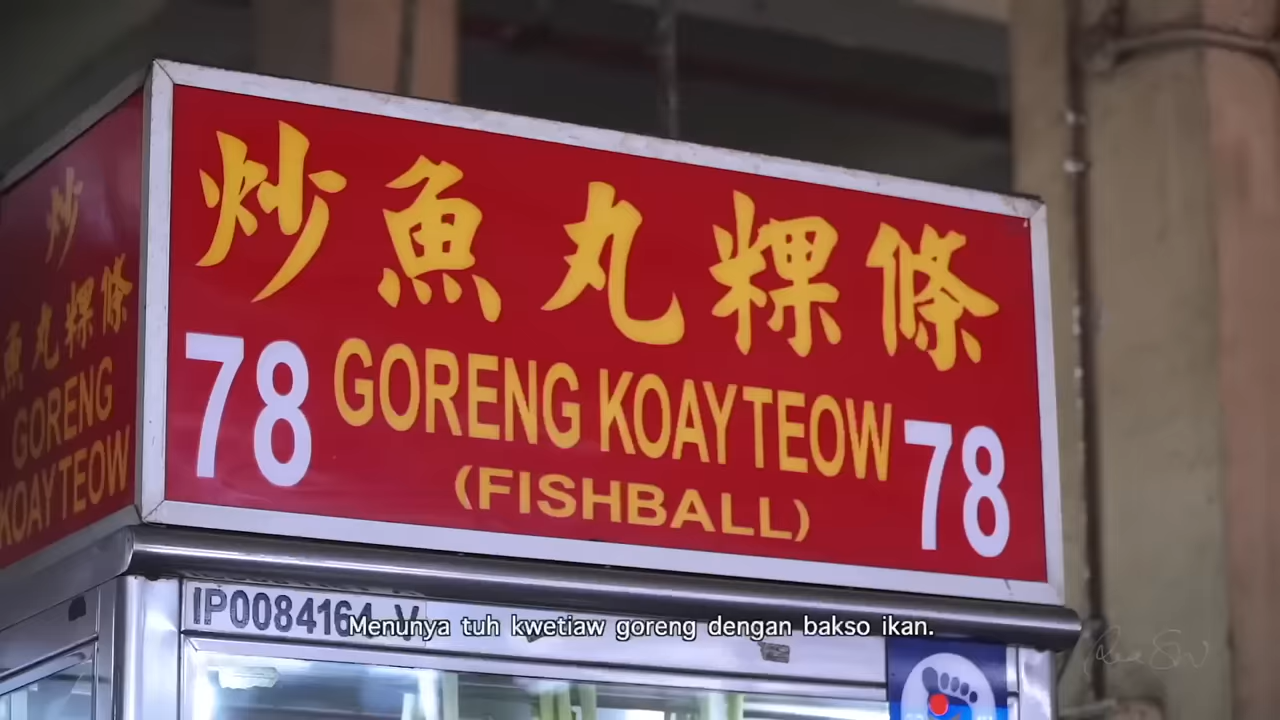 炒魚丸粿條
78 GORENG KOAYTEOW 78
(FISHBALL)
炒
魚丸粿條
GORENG
KOAYTEOW
IP0084164-V
Menunya tuh kwetiaw goreng dengan bakso ikan.